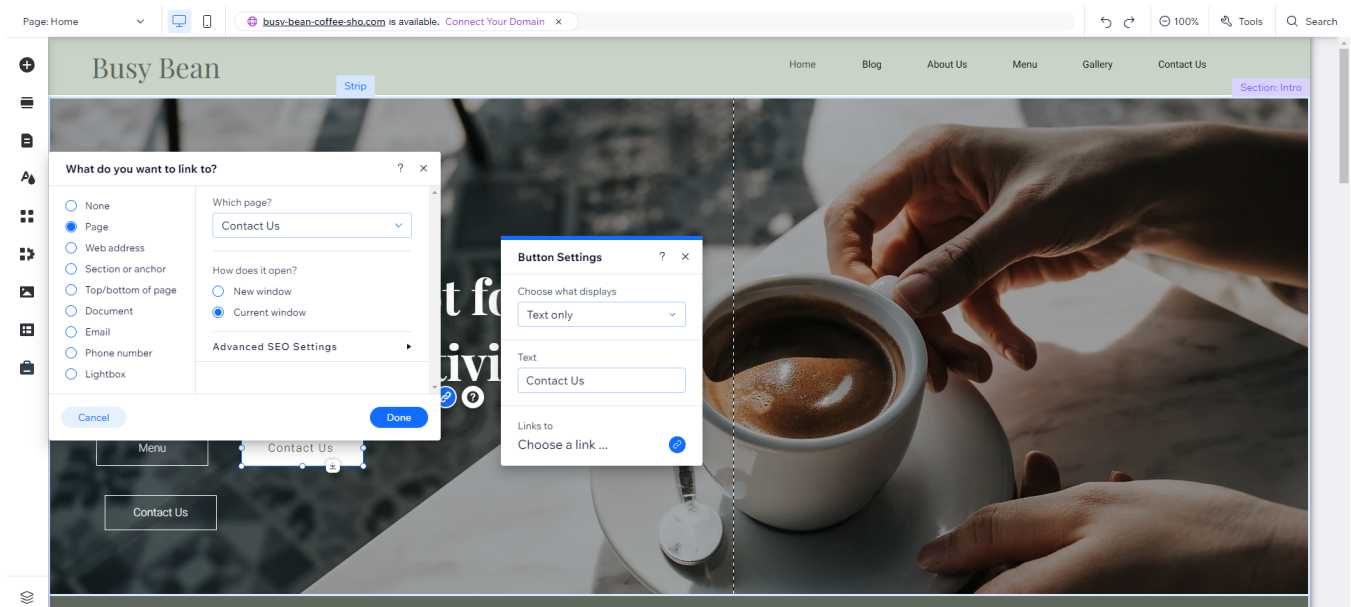 Page: Home
busy-bean-coffee-sho.com is available. Connect Your Domain
100%
Tools
Search
Busy Bean
Home
Blog
About Us
Menu
Gallery
Contact Us
Strip
Section: Intro
What do you want to link to?
?
None
Page
Web address
Section or anchor
Top/bottom of page
Document
Email
Phone number
Lightbox
Which page?
Contact Us
How does it open?
New window
Current window
Advanced SEO Settings
Cancel
Done
Button Settings
?
Choose what displays
Text only
Text
Contact Us
Links to
Choose a link ...
?
Menu
Contact Us
Contact Us